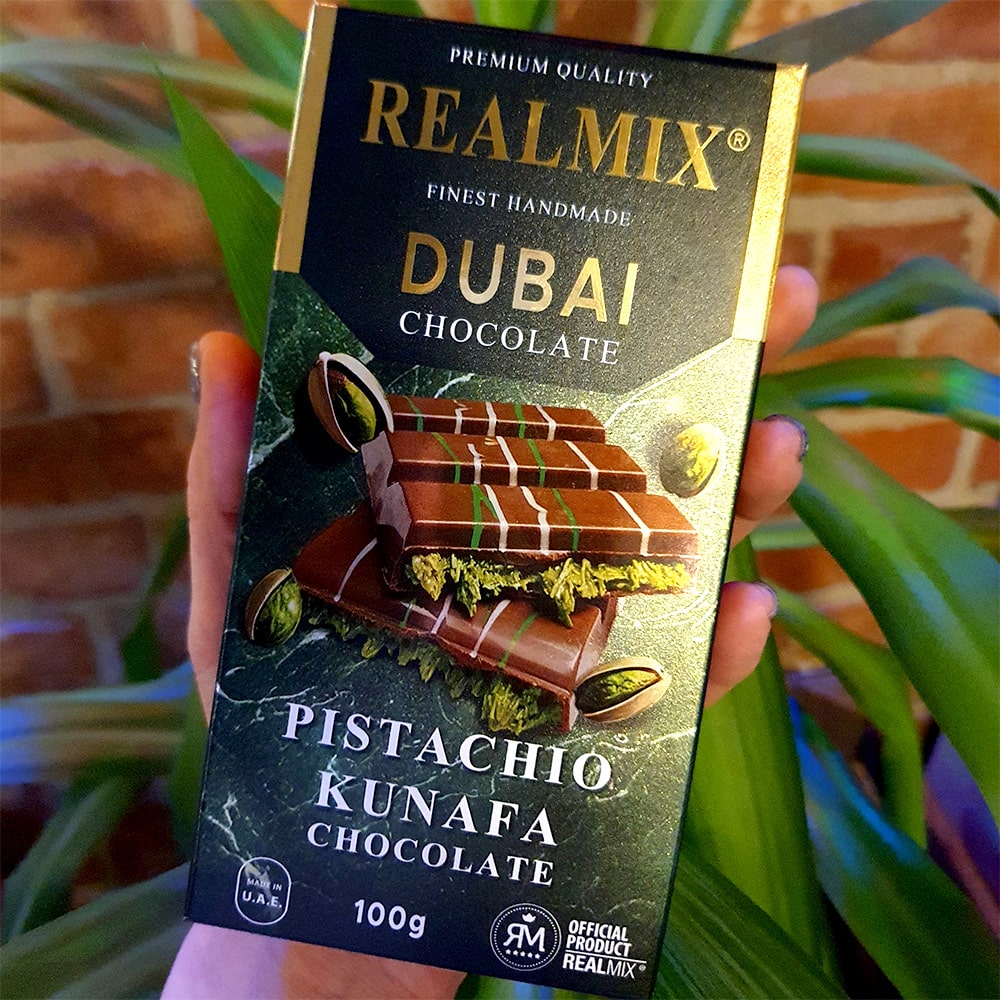 PREMIUM QUALITY
REALMIX®
FINEST HANDMADE
DUBAI
CHOCOLATE
PISTACHIO
KUNAFA
CHOCOLATE
MADE IN
U.A.E.
100g
RM
OFFICIAL
PRODUCT
REALMIX®